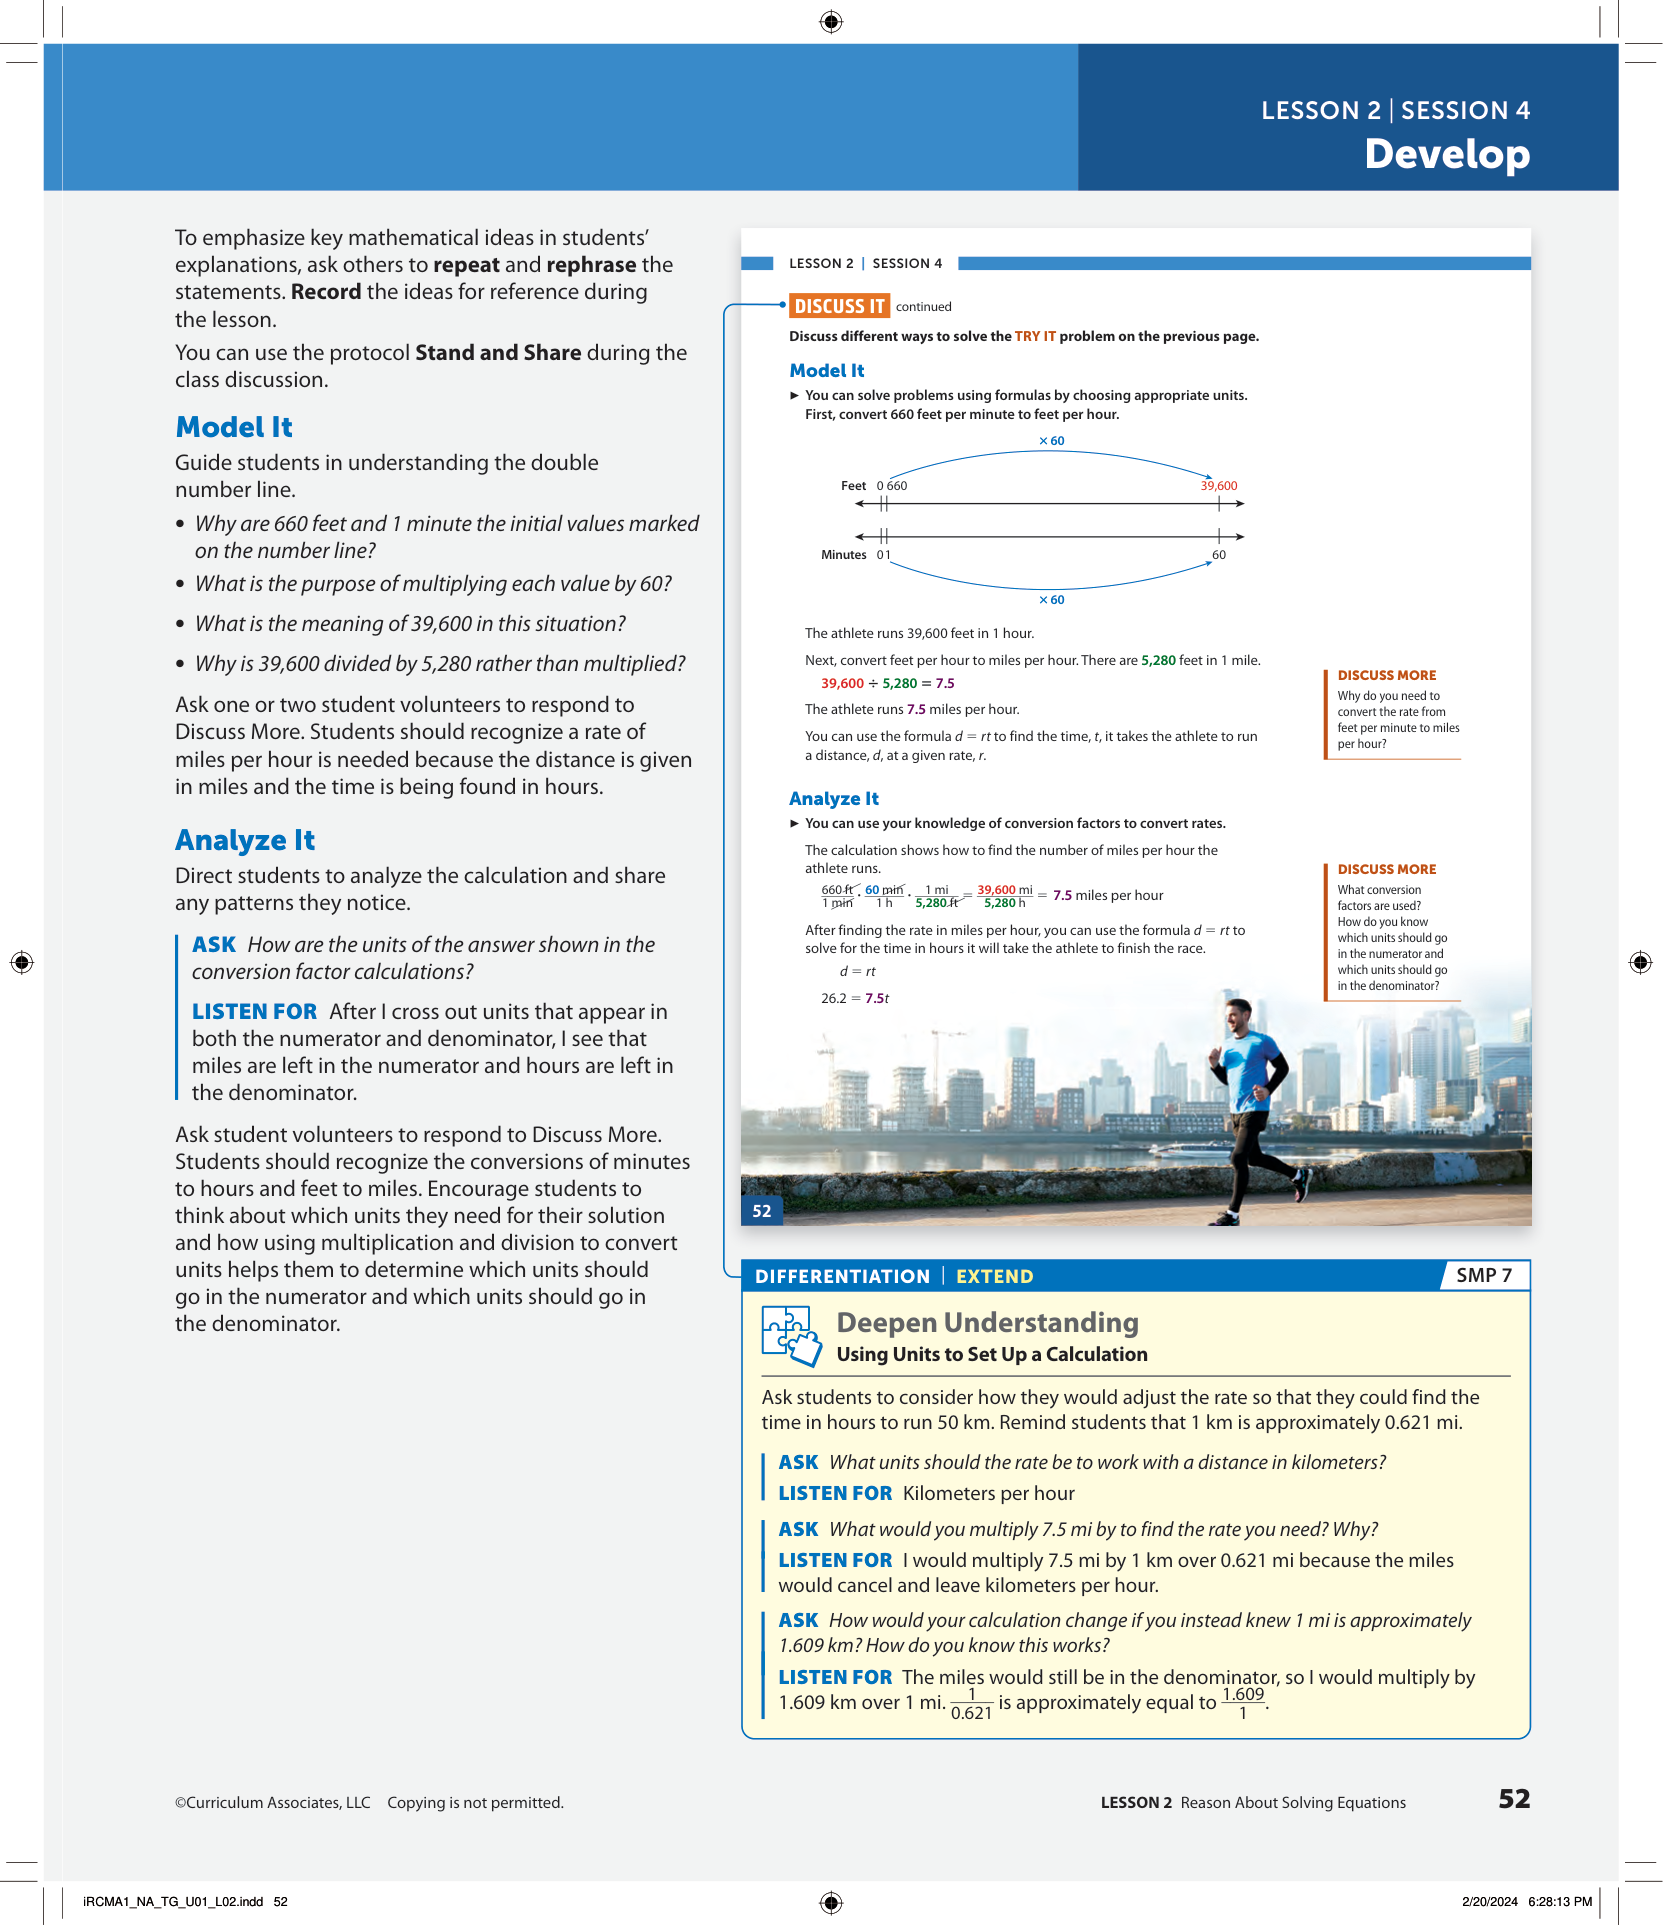 LESSON 2 | SESSION 4
Develop
To emphasize key mathematical ideas in students’
explanations, ask others to repeat and rephrase the
statements. Record the ideas for reference during
the lesson.
You can use the protocol Stand and Share during the
class discussion.
Model It
Guide students in understanding the double
number line.
• Why are 660 feet and 1 minute the initial values marked
on the number line?
• What is the purpose of multiplying each value by 60?
• What is the meaning of 39,600 in this situation?
• Why is 39,600 divided by 5,280 rather than multiplied?
Ask one or two student volunteers to respond to
Discuss More. Students should recognize a rate of
miles per hour is needed because the distance is given
in miles and the time is being found in hours.
Analyze It
Direct students to analyze the calculation and share
any patterns they notice.
ASK How are the units of the answer shown in the
conversion factor calculations?
LISTEN FOR After I cross out units that appear in
both the numerator and denominator, I see that
miles are left in the numerator and hours are left in
the denominator.
Ask student volunteers to respond to Discuss More.
Students should recognize the conversions of minutes
to hours and feet to miles. Encourage students to
think about which units they need for their solution
and how using multiplication and division to convert
units helps them to determine which units should
go in the numerator and which units should go in
the denominator.
LESSON 2 | SESSION 4
DISCUSS IT continued
Discuss different ways to solve the TRY IT problem on the previous page.
Model It
► You can solve problems using formulas by choosing appropriate units.
First, convert 660 feet per minute to feet per hour.
× 60
Feet 0 660 39,600
Minutes 0 1 60
× 60
The athlete runs 39,600 feet in 1 hour.
Next, convert feet per hour to miles per hour. There are 5,280 feet in 1 mile.
39,600 ÷ 5,280 = 7.5
The athlete runs 7.5 miles per hour.
You can use the formula d = rt to find the time, t, it takes the athlete to run
a distance, d, at a given rate, r.
DISCUSS MORE
Why do you need to
convert the rate from
feet per minute to miles
per hour?
Analyze It
► You can use your knowledge of conversion factors to convert rates.
The calculation shows how to find the number of miles per hour the
athlete runs.
660 ft/1 min · 60 min/1 h · 1 mi/5,280 ft = 39,600 mi/5,280 h = 7.5 miles per hour
After finding the rate in miles per hour, you can use the formula d = rt to
solve for the time in hours it will take the athlete to finish the race.
d = rt
26.2 = 7.5t
DISCUSS MORE
What conversion
factors are used?
How do you know
which units should go
in the numerator and
which units should go
in the denominator?
52
DIFFERENTIATION | EXTEND
SMP 7
Deepen Understanding
Using Units to Set Up a Calculation
Ask students to consider how they would adjust the rate so that they could find the
time in hours to run 50 km. Remind students that 1 km is approximately 0.621 mi.
ASK What units should the rate be to work with a distance in kilometers?
LISTEN FOR Kilometers per hour
ASK What would you multiply 7.5 mi by to find the rate you need? Why?
LISTEN FOR I would multiply 7.5 mi by 1 km over 0.621 mi because the miles
would cancel and leave kilometers per hour.
ASK How would your calculation change if you instead knew 1 mi is approximately
1.609 km? How do you know this works?
LISTEN FOR The miles would still be in the denominator, so I would multiply by
1.609 km over 1 mi. 1/0.621 is approximately equal to 1.609/1.
©Curriculum Associates, LLC Copying is not permitted.
LESSON 2 Reason About Solving Equations
52
iRCMA1_NA_TG_U01_L02.indd 52
2/20/2024 6:28:13 PM